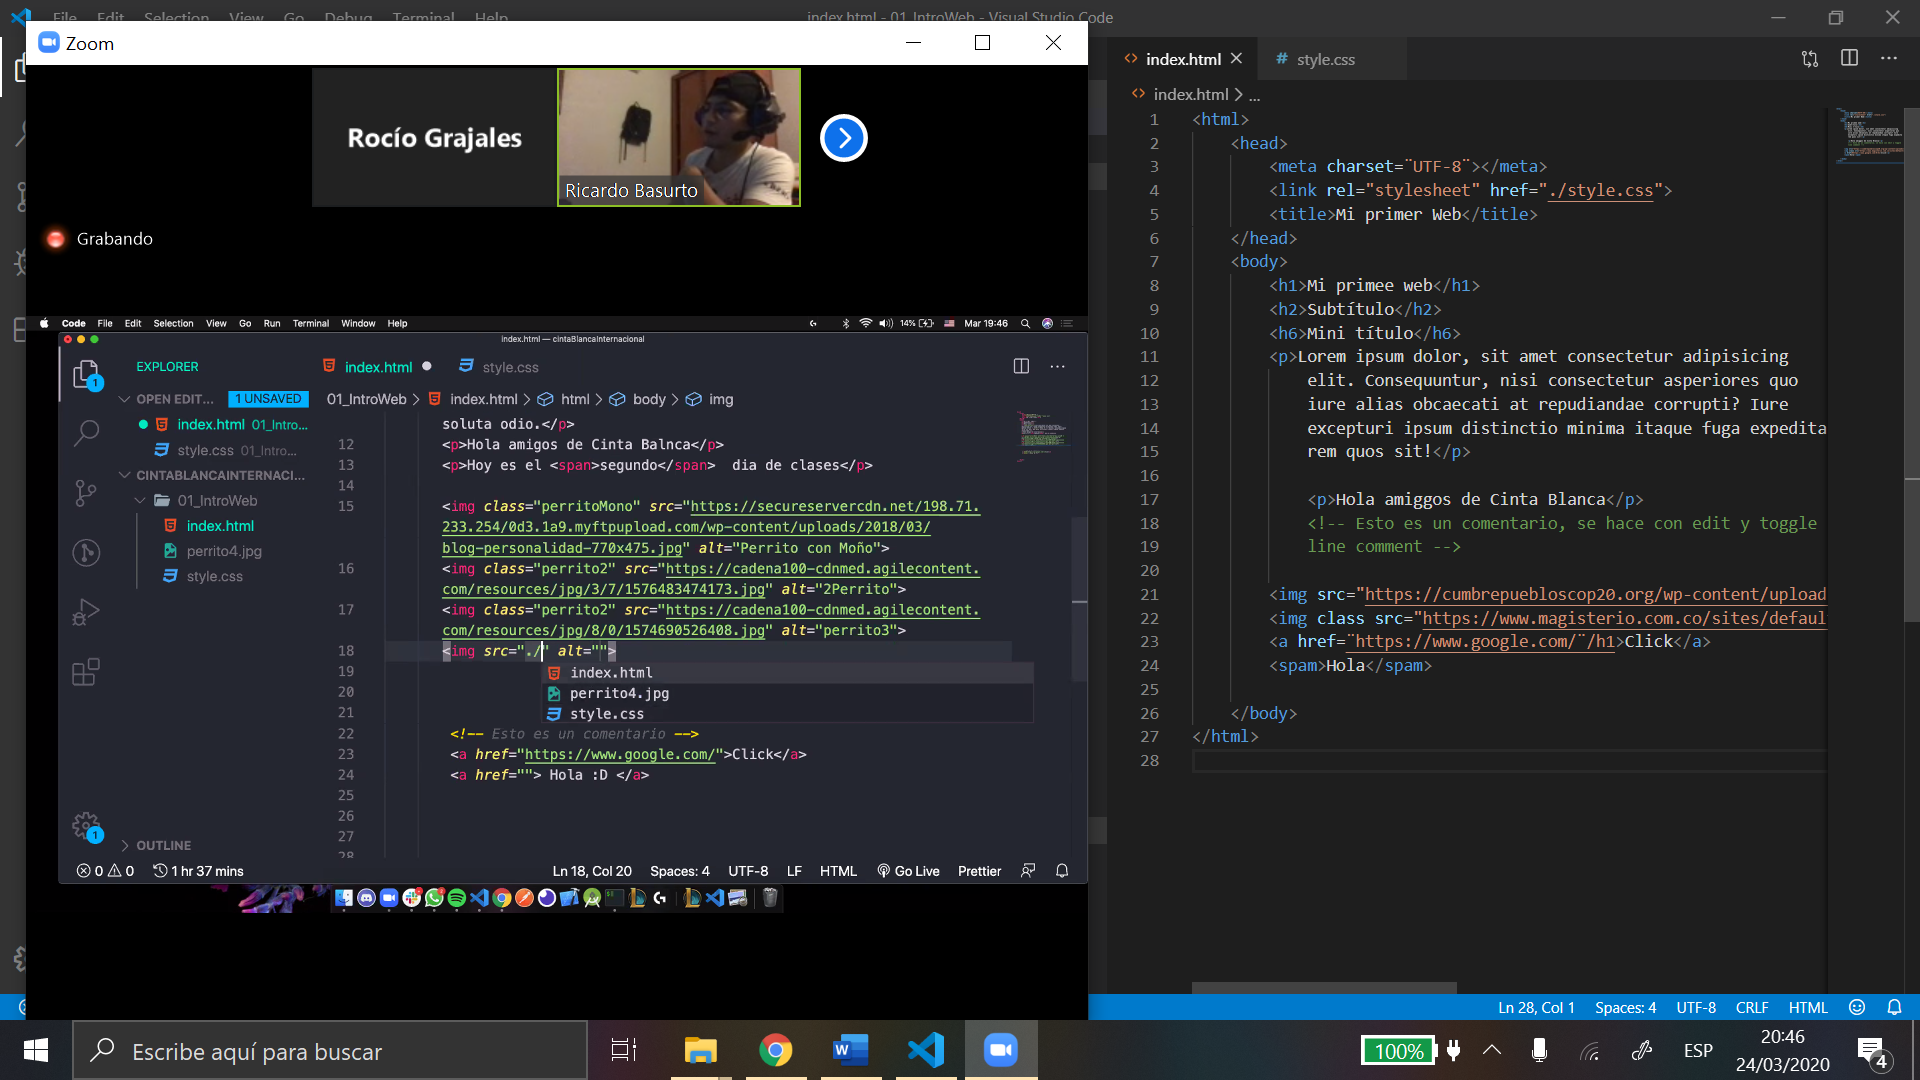 File Edit Selection View Go Debug Terminal Help
index.html - 01_IntroWeb - Visual Studio Code
Zoom
Rocío Grajales
Ricardo Basurto
Grabando
Code File Edit Selection View Go Run Terminal Window Help
14% Mar 19:46
index.html — cintaBlancaInternacional
EXPLORER
index.html
style.css
OPEN EDIT... 1 UNSAVED
01_IntroWeb > index.html > html > body > img
index.html 01_Intro...
style.css 01_Intro...
CINTABLANCAINTERNACI...
01_IntroWeb
index.html
perrito4.jpg
style.css
soluta odio.</p>
12 <p>Hola amigos de Cinta Balnca</p>
13 <p>Hoy es el <span>segundo</span>  dia de clases</p>
14
15 <img class="perritoMono" src="https://secureservercdn.net/198.71.
233.254/0d3.1a9.myftpupload.com/wp-content/uploads/2018/03/
blog-personalidad-770x475.jpg" alt="Perrito con Moño">
16 <img class="perrito2" src="https://cadena100-cdnmed.agilecontent.
com/resources/jpg/3/7/1576483474173.jpg" alt="2Perrito">
17 <img class="perrito2" src="https://cadena100-cdnmed.agilecontent.
com/resources/jpg/8/0/1574690526408.jpg" alt="perrito3">
18 <img src="./" alt="">
19 index.html
20 perrito4.jpg
21 style.css
22 <!-- Esto es un comentario -->
23 <a href="https://www.google.com/">Click</a>
24 <a href=""> Hola :D </a>
25
26
27
28
OUTLINE
1
1
0 0 1 hr 37 mins
Ln 18, Col 20 Spaces: 4 UTF-8 LF HTML Go Live Prettier
index.html
# style.css
index.html > ...
1 <html>
2 <head>
3 <meta charset=¨UTF-8¨></meta>
4 <link rel="stylesheet" href="./style.css">
5 <title>Mi primer Web</title>
6 </head>
7 <body>
8 <h1>Mi primee web</h1>
9 <h2>Subtítulo</h2>
10 <h6>Mini título</h6>
11 <p>Lorem ipsum dolor, sit amet consectetur adipisicing
12 elit. Consequuntur, nisi consectetur asperiores quo
13 iure alias obcaecati at repudiandae corrupti? Iure
14 excepturi ipsum distinctio minima itaque fuga expedita
15 rem quos sit!</p>
16
17 <p>Hola amiggos de Cinta Blanca</p>
18 <!-- Esto es un comentario, se hace con edit y toggle
19 line comment -->
20
21 <img src="https://cumbrepuebloscop20.org/wp-content/upload
22 <img class src="https://www.magisterio.com.co/sites/defaul
23 <a href=¨https://www.google.com/¨/h1>Click</a>
24 <spam>Hola</spam>
25
26 </body>
27 </html>
28
Ln 28, Col 1 Spaces: 4 UTF-8 CRLF HTML
Escribe aquí para buscar
100%
ESP
20:46
24/03/2020
4